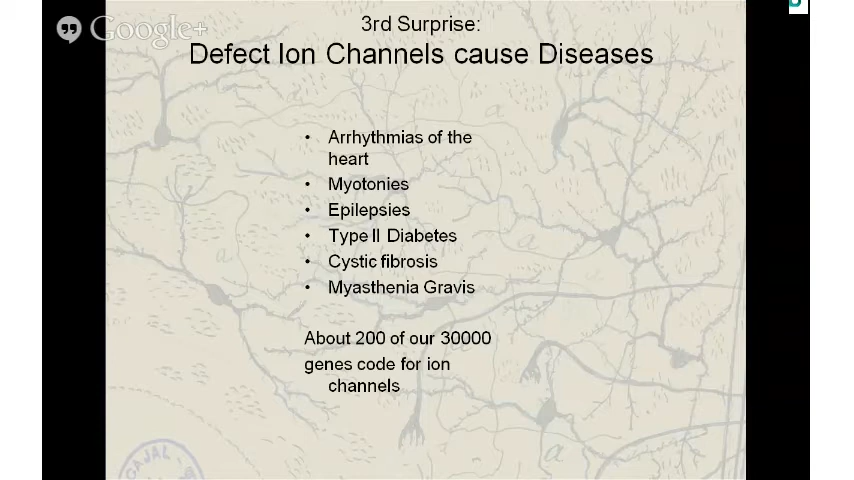 Google+
3rd Surprise:
Defect Ion Channels cause Diseases
• Arrhythmias of the
heart
• Myotonies
• Epilepsies
• Type II Diabetes
• Cystic fibrosis
• Myasthenia Gravis
About 200 of our 30000
genes code for ion
channels
a
a
a
a
a
CAJAL